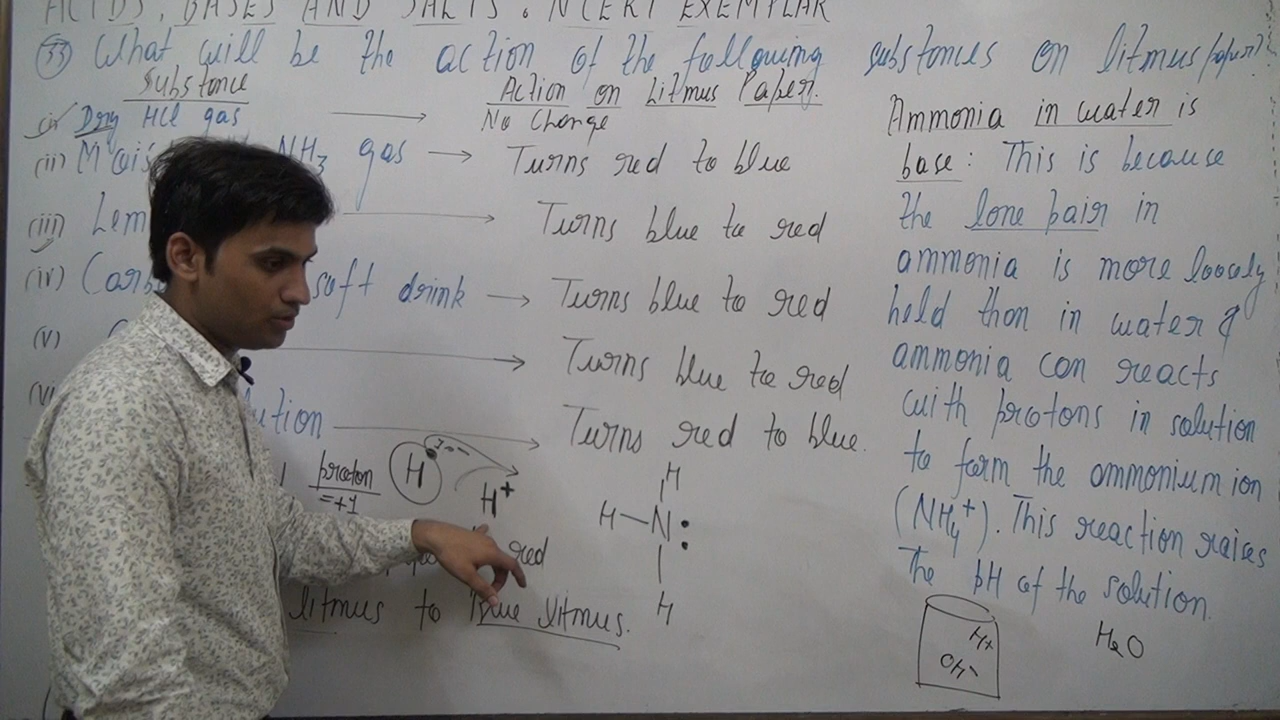 ACIDS, BASES AND SALTS. NCERT EXEMPLAR
33 What will be the action of the following substances on litmus paper?
Substance Action on Litmus Paper.
(i) Dry HCl gas No Change
(ii) NH3 gas Turns red to blue
(iii) Lem Turns blue to red
(iv) Carb soft drink Turns blue to red
(v) Turns blue to red
(vi) ution Turns red to blue.
Ammonia in water is
base: This is because
the lone pair in
ammonia is more loosely
held than in water &
ammonia can reacts
with protons in solution
to form the ammonium ion
(NH4+). This reaction raises
The pH of the solution.
proton
=+1
H
H+
red
litmus to blue litmus.
H
H—N:
H
H+
OH-
H2O